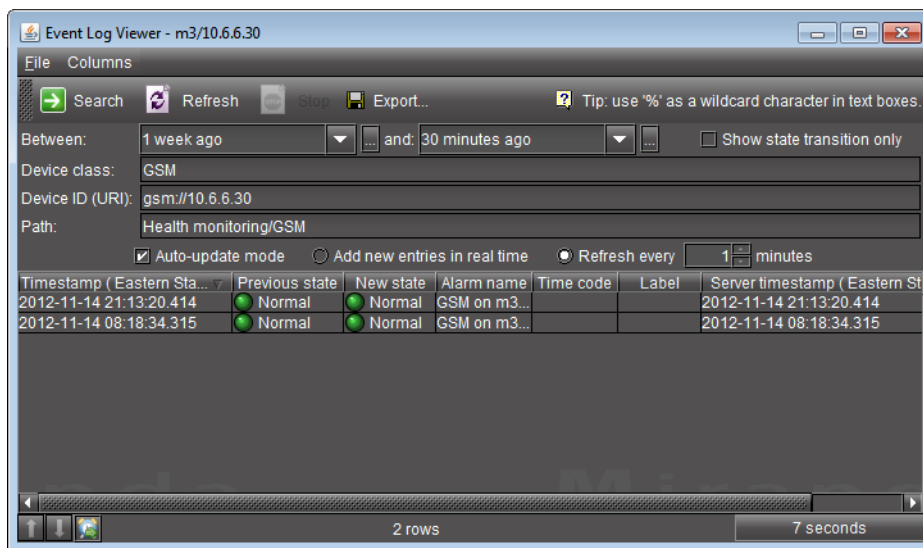 Event Log Viewer - m3/10.6.6.30
File Columns
Search Refresh Stop Export... Tip: use '%' as a wildcard character in text boxes.
Between: 1 week ago ... and: 30 minutes ago ... Show state transition only
Device class: GSM
Device ID (URI): gsm://10.6.6.30
Path: Health monitoring/GSM
Auto-update mode Add new entries in real time Refresh every 1 minutes
Timestamp ( Eastern Sta... Previous state New state Alarm name Time code Label Server timestamp ( Eastern St
2012-11-14 21:13:20.414 Normal Normal GSM on m3... 2012-11-14 21:13:20.414
2012-11-14 08:18:34.315 Normal Normal GSM on m3... 2012-11-14 08:18:34.315
2 rows 7 seconds